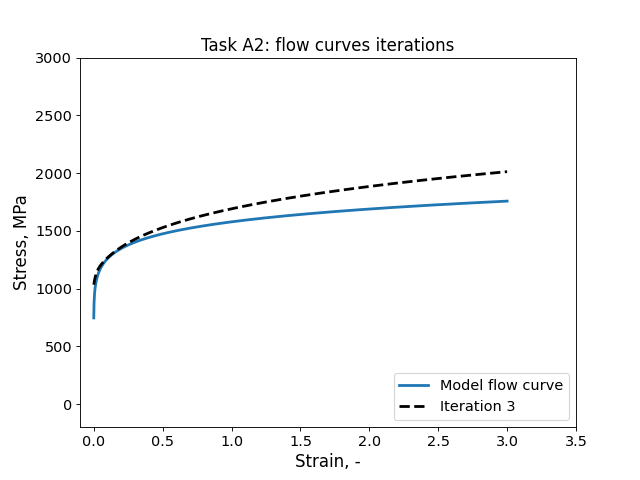 Task A2: flow curves iterations
3000
2500
2000
1500
1000
500
0
Stress, MPa
0.0 0.5 1.0 1.5 2.0 2.5 3.0 3.5
Strain, -
Model flow curve
Iteration 3